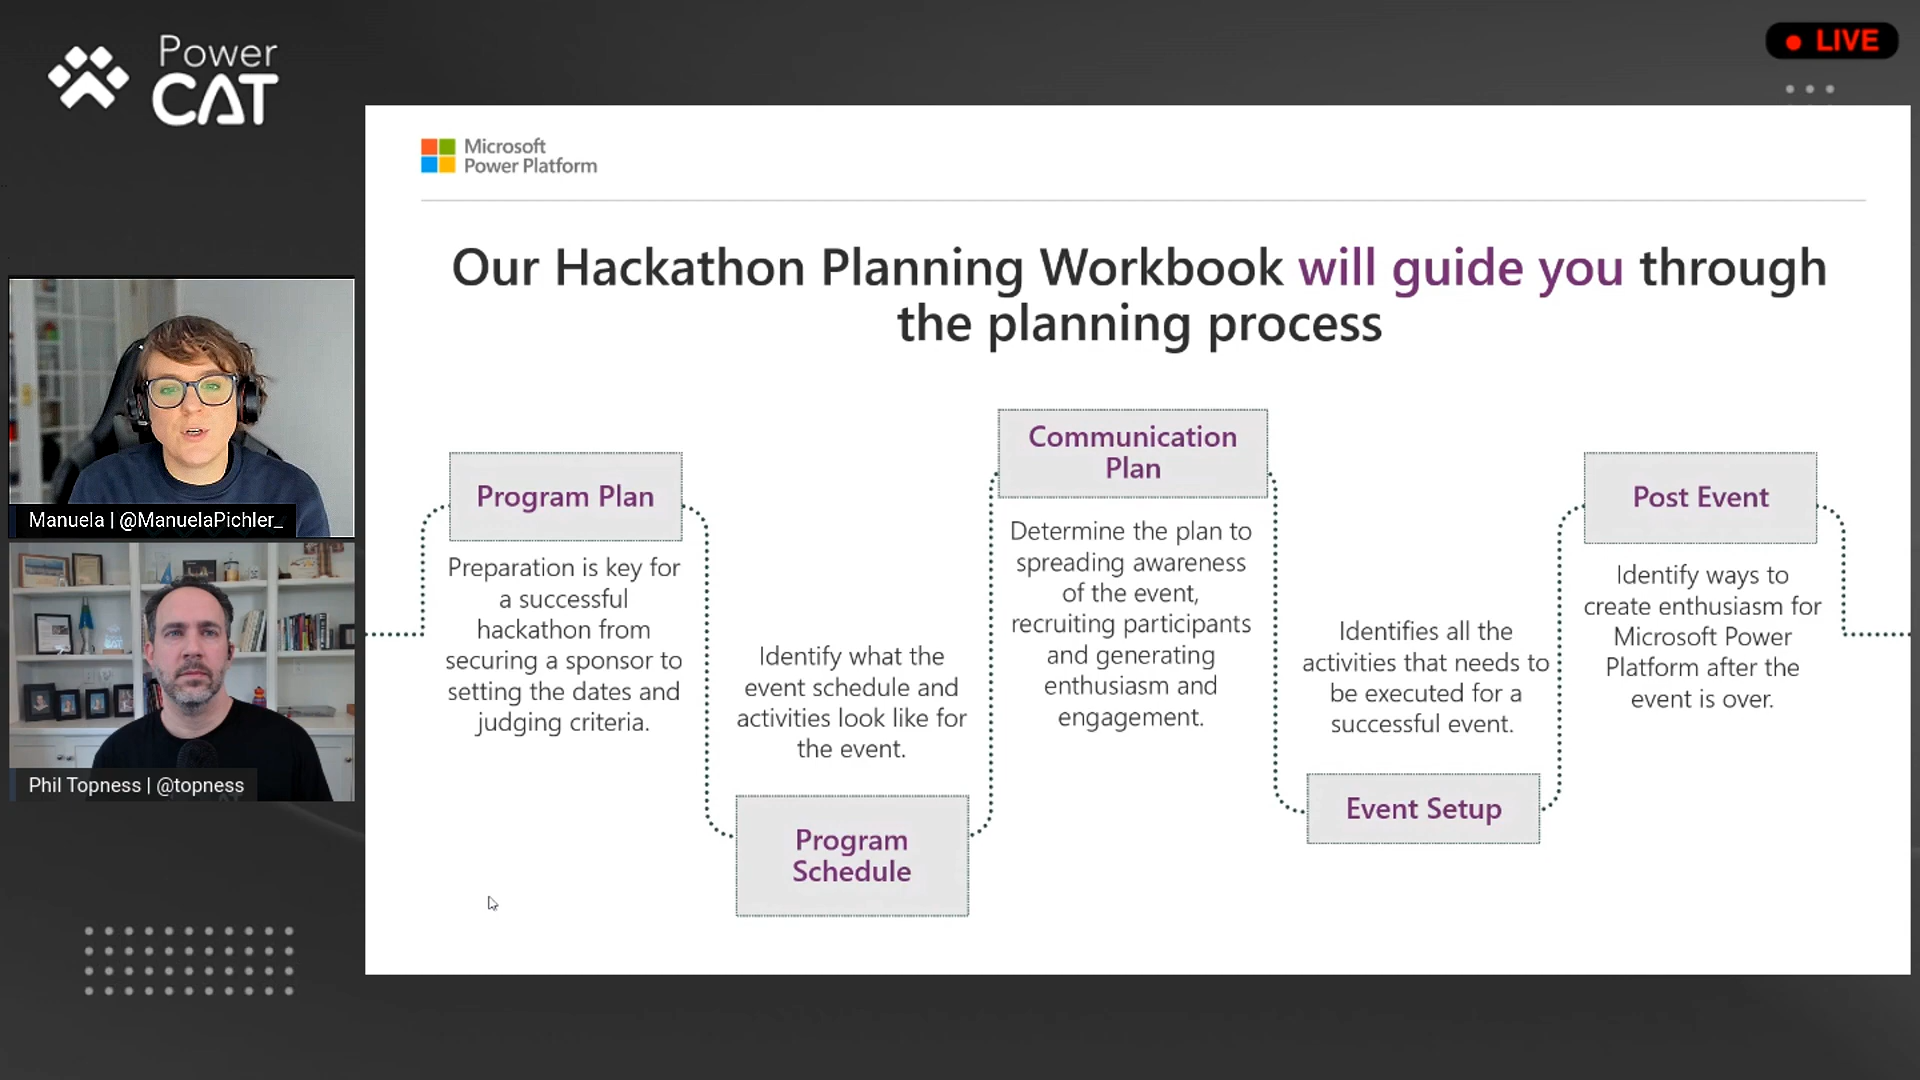 Power
CAT
LIVE
Microsoft
Power Platform
Our Hackathon Planning Workbook will guide you through
the planning process
Program Plan
Preparation is key for
a successful
hackathon from
securing a sponsor to
setting the dates and
judging criteria.
Identify what the
event schedule and
activities look like for
the event.
Program
Schedule
Communication
Plan
Determine the plan to
spreading awareness
of the event,
recruiting participants
and generating
enthusiasm and
engagement.
Identifies all the
activities that needs to
be executed for a
successful event.
Event Setup
Post Event
Identify ways to
create enthusiasm for
Microsoft Power
Platform after the
event is over.
Manuela | @ManuelaPichler_
Phil Topness | @topness